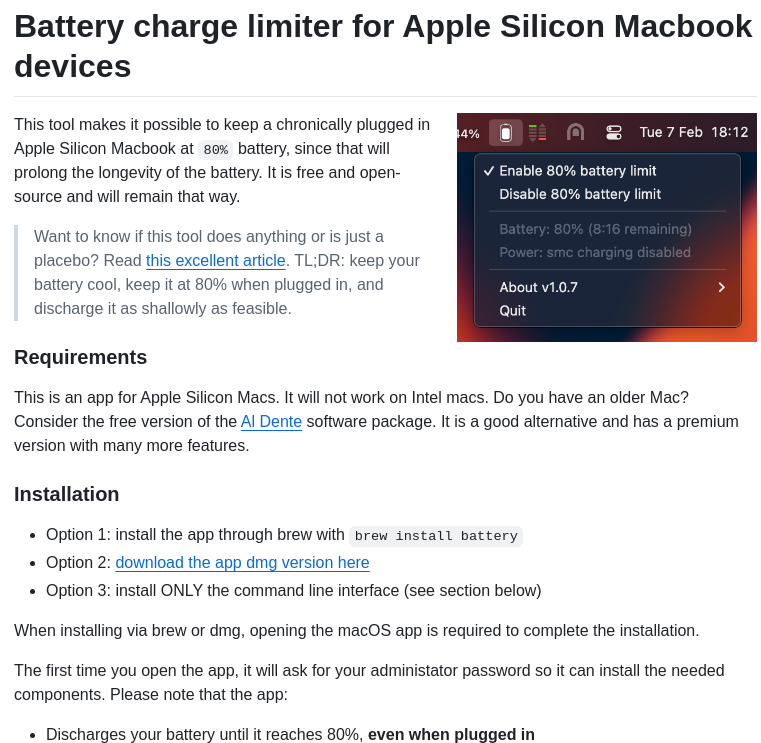 Battery charge limiter for Apple Silicon Macbook
devices
This tool makes it possible to keep a chronically plugged in
Apple Silicon Macbook at 80% battery, since that will
prolong the longevity of the battery. It is free and open-
source and will remain that way.
Want to know if this tool does anything or is just a
placebo? Read this excellent article. TL;DR: keep your
battery cool, keep it at 80% when plugged in, and
discharge it as shallowly as feasible.
44% Tue 7 Feb 18:12
✓ Enable 80% battery limit
Disable 80% battery limit
Battery: 80% (8:16 remaining)
Power: smc charging disabled
About v1.0.7
Quit
Requirements
This is an app for Apple Silicon Macs. It will not work on Intel macs. Do you have an older Mac?
Consider the free version of the Al Dente software package. It is a good alternative and has a premium
version with many more features.
Installation
• Option 1: install the app through brew with brew install battery
• Option 2: download the app dmg version here
• Option 3: install ONLY the command line interface (see section below)
When installing via brew or dmg, opening the macOS app is required to complete the installation.
The first time you open the app, it will ask for your administator password so it can install the needed
components. Please note that the app:
• Discharges your battery until it reaches 80%, even when plugged in